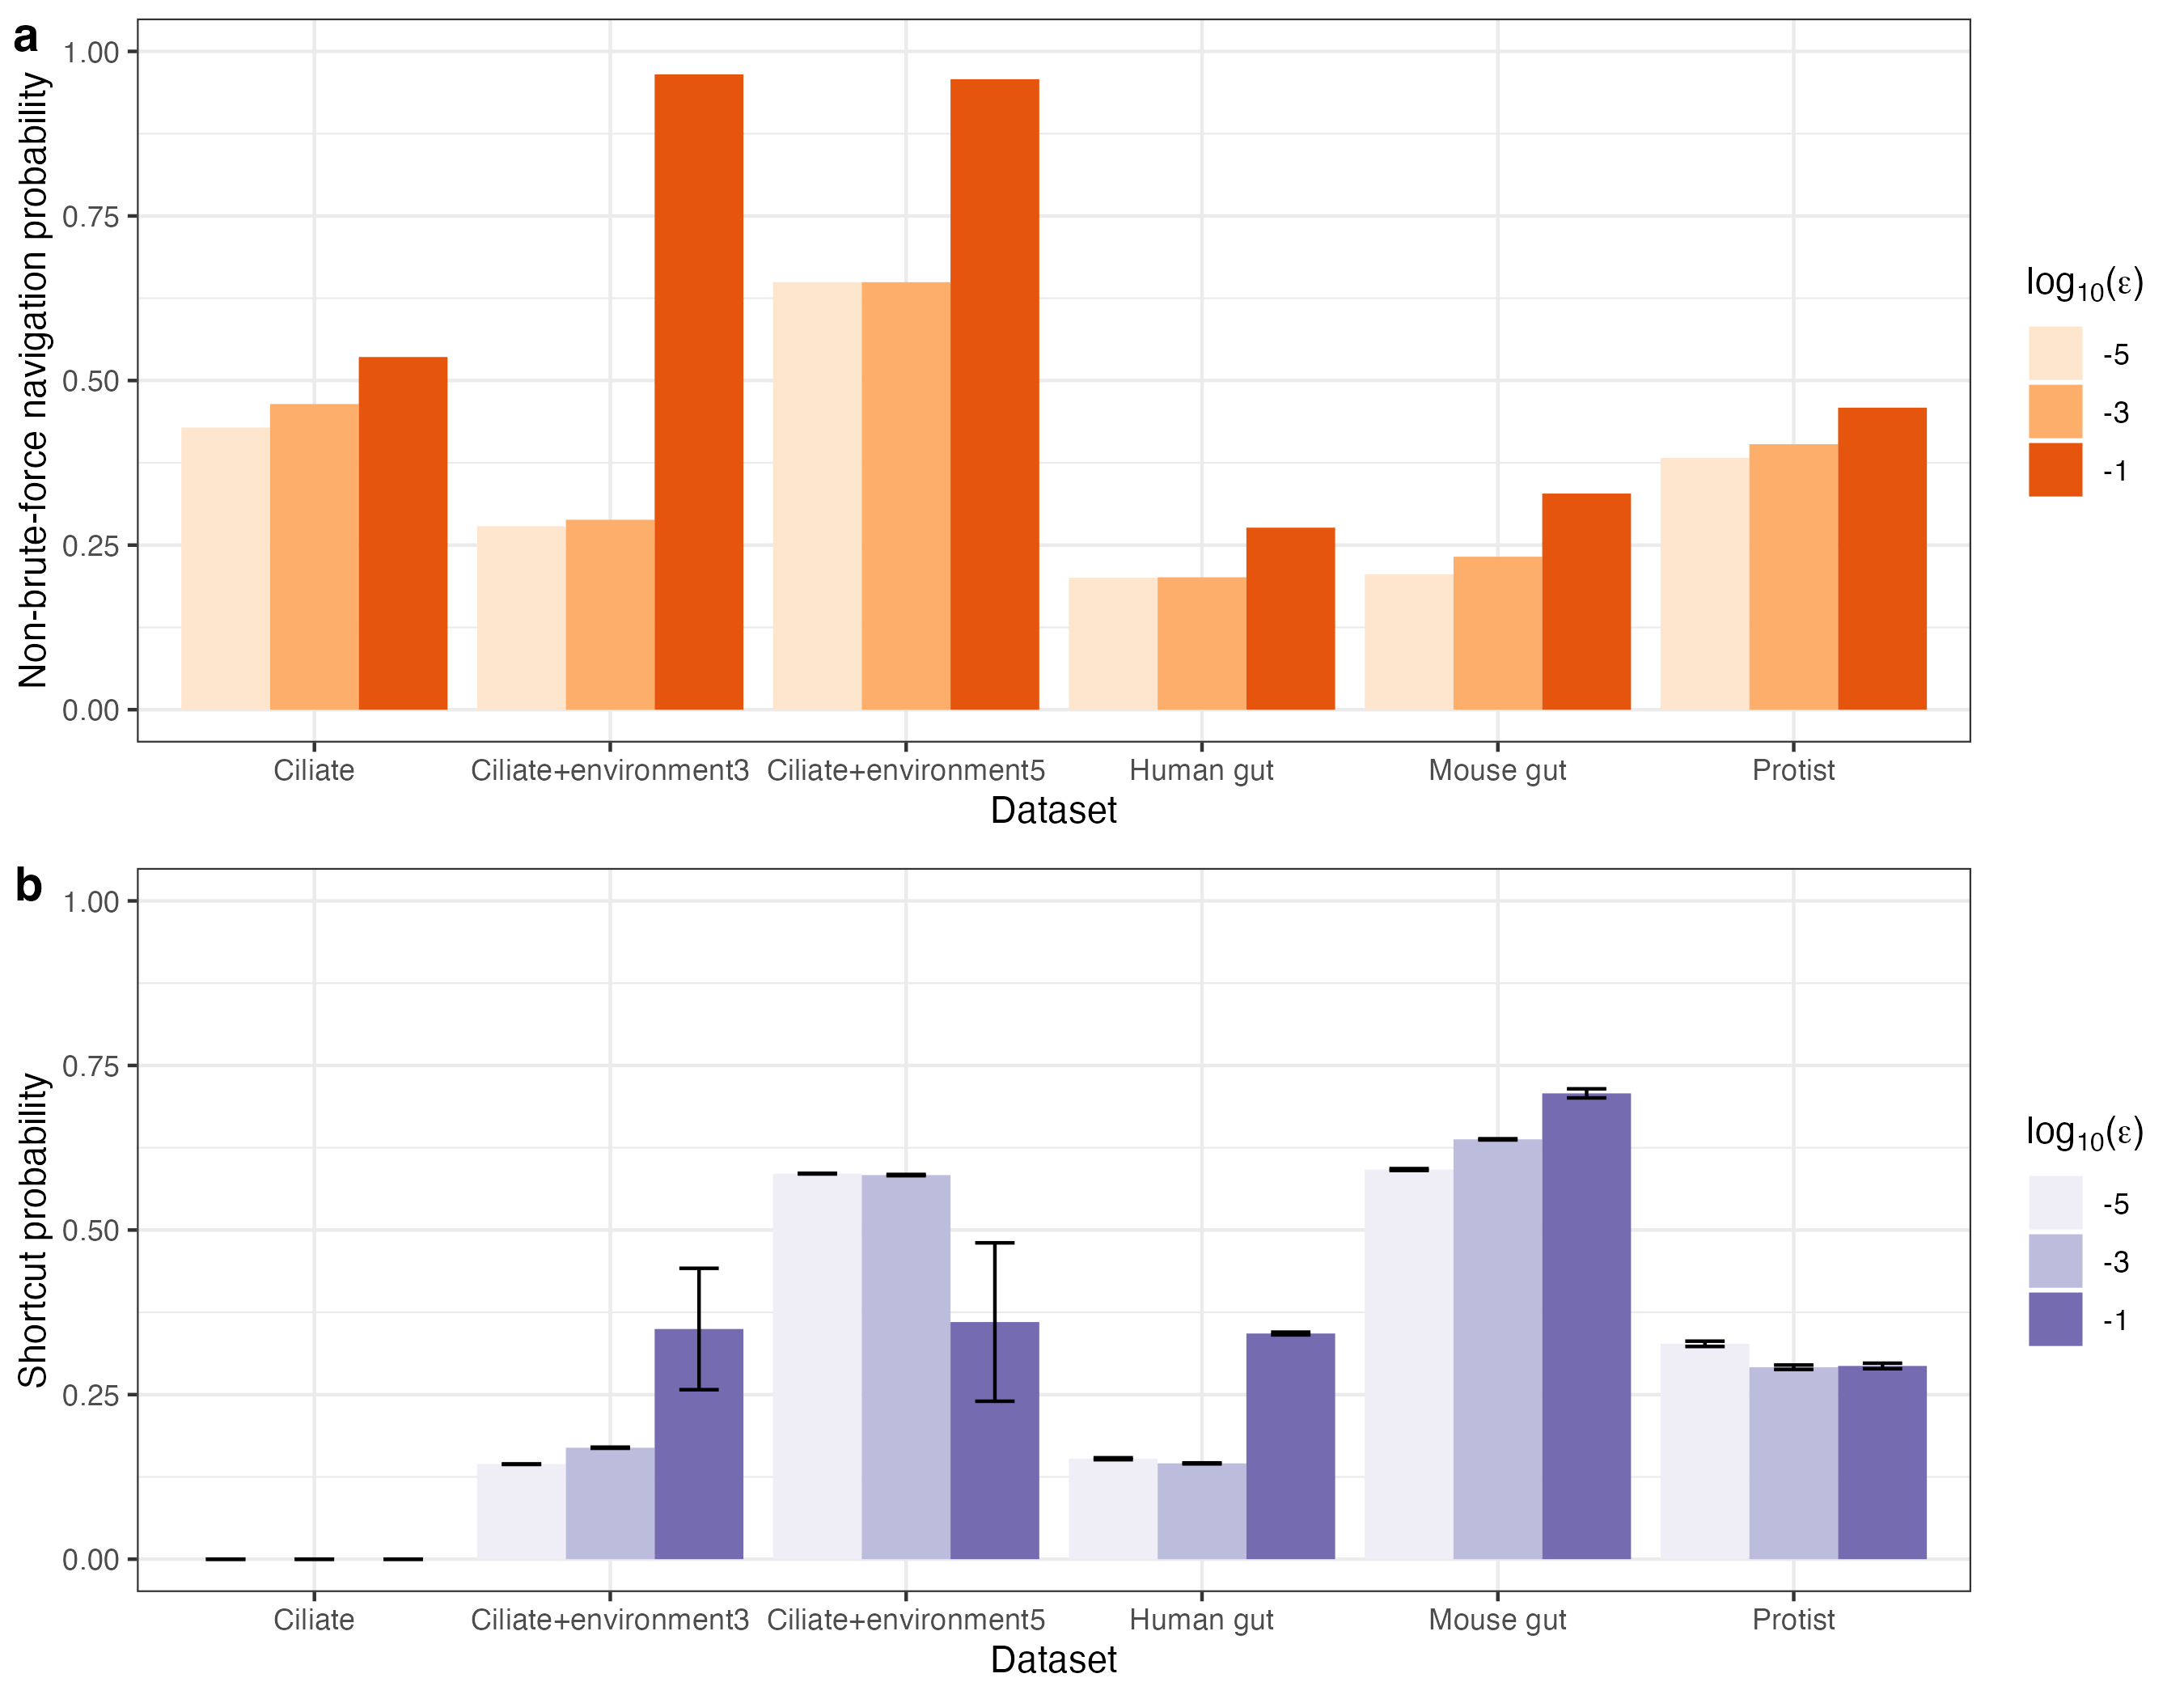 a
Non-brute-force navigation probability
1.00
0.75
0.50
0.25
0.00
Ciliate
Ciliate+environment3
Ciliate+environment5
Human gut
Mouse gut
Protist
Dataset
log10(ε)
-5
-3
-1
b
Shortcut probability
1.00
0.75
0.50
0.25
0.00
Ciliate
Ciliate+environment3
Ciliate+environment5
Human gut
Mouse gut
Protist
Dataset
log10(ε)
-5
-3
-1